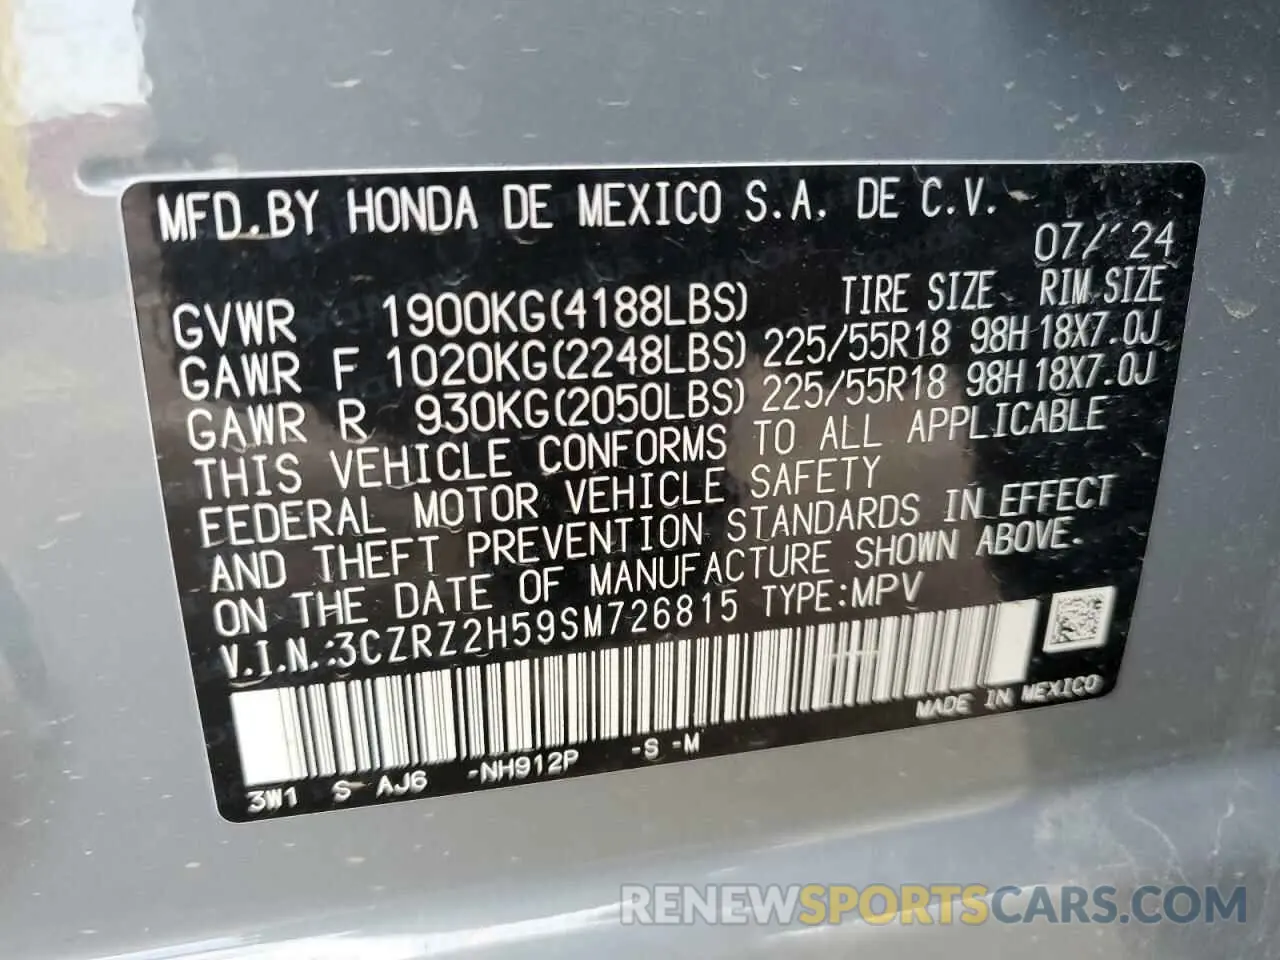 MFD.BY HONDA DE MEXICO S.A. DE C.V.
07/'24
GVWR 1900KG(4188LBS) TIRE SIZE RIM SIZE
GAWR F 1020KG(2248LBS) 225/55R18 98H 18X7.0J
GAWR R 930KG(2050LBS) 225/55R18 98H 18X7.0J
THIS VEHICLE CONFORMS TO ALL APPLICABLE
FEDERAL MOTOR VEHICLE SAFETY
AND THEFT PREVENTION STANDARDS IN EFFECT
ON THE DATE OF MANUFACTURE SHOWN ABOVE.
V.I.N.:3CZRZ2H59SM726815 TYPE:MPV
MADE IN MEXICO
3W1 S AJ6 -NH912P -S -M
RENEWSPORTSCARS.COM